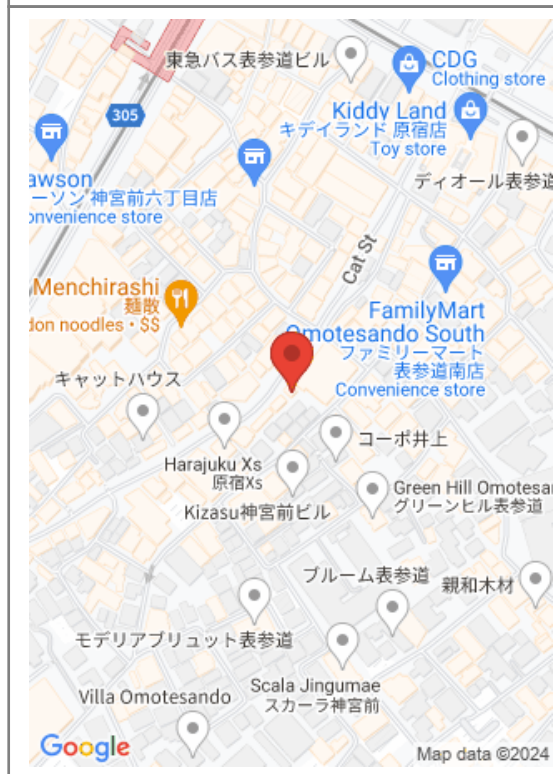 東急バス表参道ビル
CDG
Clothing store
Kiddy Land
キデイランド 原宿店
Toy store
305
ディオール表参道
awson
ーソン 神宮前六丁目店
onvenience store
Cat St
Menchirashi
麺散
don noodles・$$
FamilyMart
Omotesando South
ファミリーマート
表参道南店
Convenience store
キャットハウス
コーポ井上
Harajuku Xs
原宿Xs
Green Hill Omotesan
グリーンヒル表参道
Kizasu神宮前ビル
ブルーム表参道
親和木材
モデリアブリュット表参道
Scala Jingumae
スカーラ神宮前
Villa Omotesando
Google
Map data ©2024